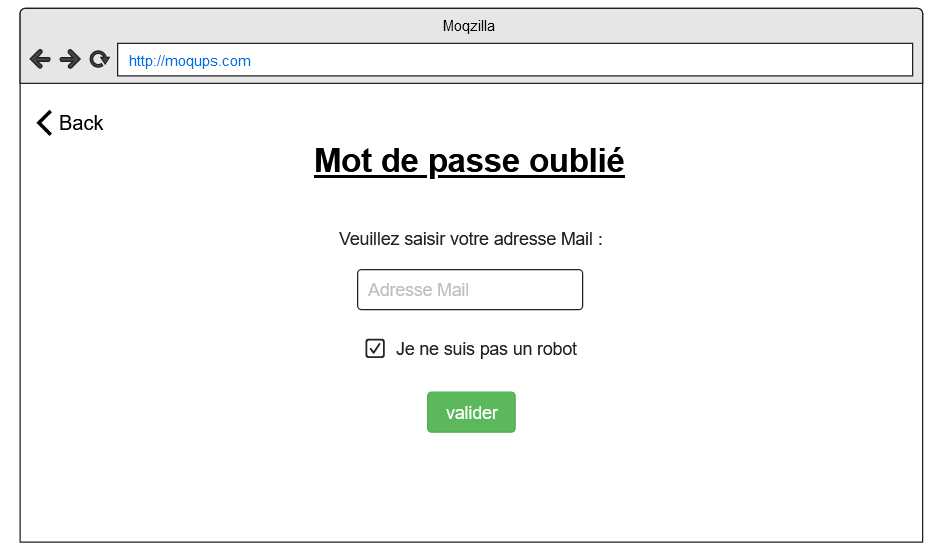 Moqzilla
http://moqups.com
Back
Mot de passe oublié
Veuillez saisir votre adresse Mail :
Adresse Mail
Je ne suis pas un robot
valider